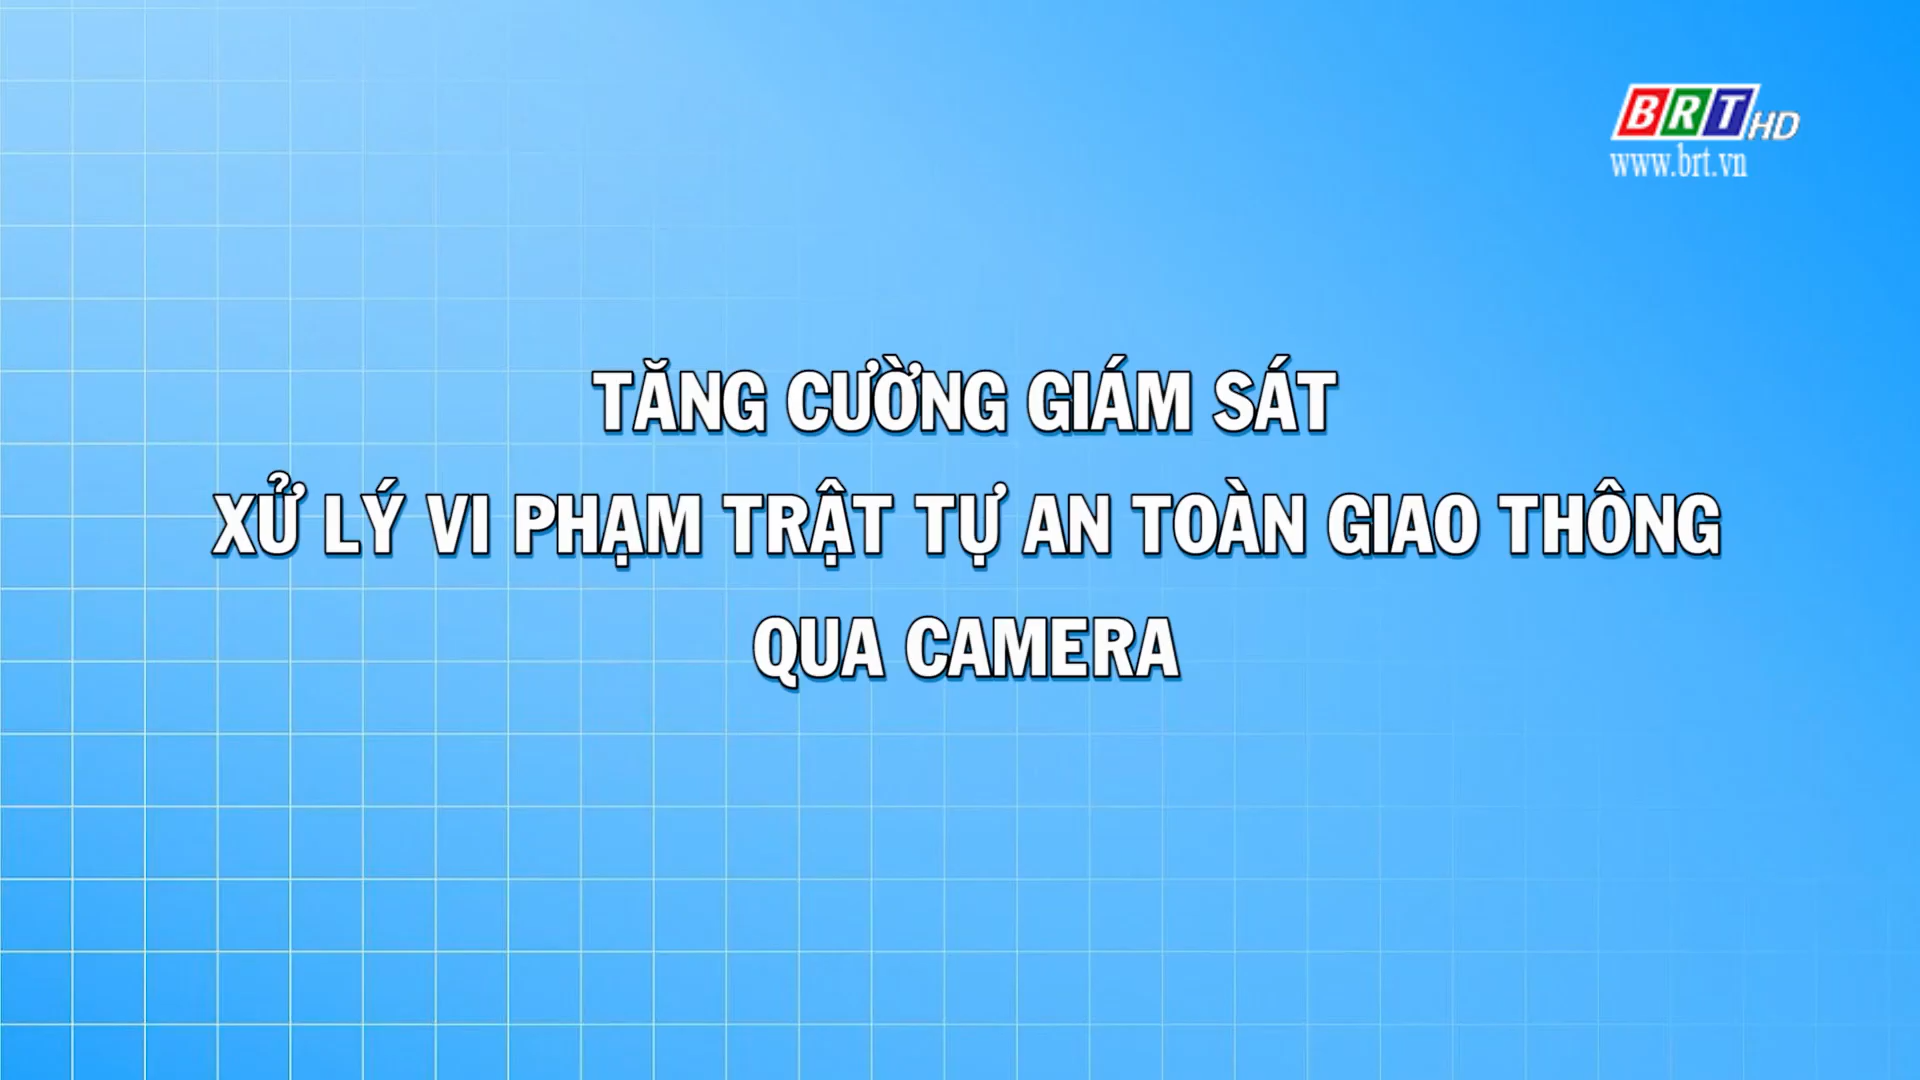 BRT HD
www.brt.vn
TĂNG CƯỜNG GIÁM SÁT
XỬ LÝ VI PHẠM TRẬT TỰ AN TOÀN GIAO THÔNG
QUA CAMERA